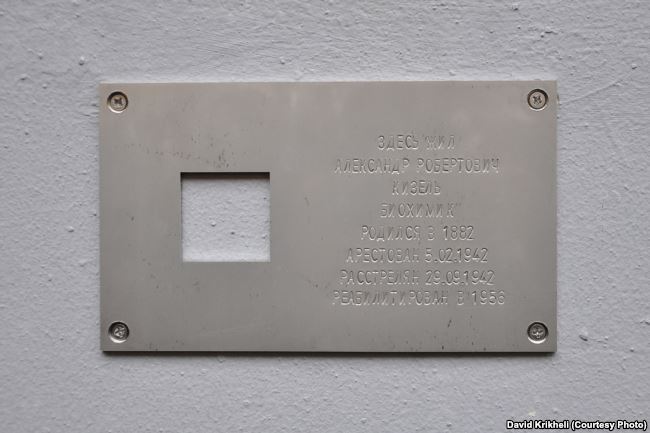 ЗДЕСЬ ЖИЛ
АЛЕКСАНДР РОБЕРТОВИЧ
КИЗЕЛЬ
БИОХИМИК
РОДИЛСЯ В 1882
АРЕСТОВАН 5.02.1942
РАССТРЕЛЯН 29.09.1942
РЕАБИЛИТИРОВАН В 1956
David Krikheli (Courtesy Photo)